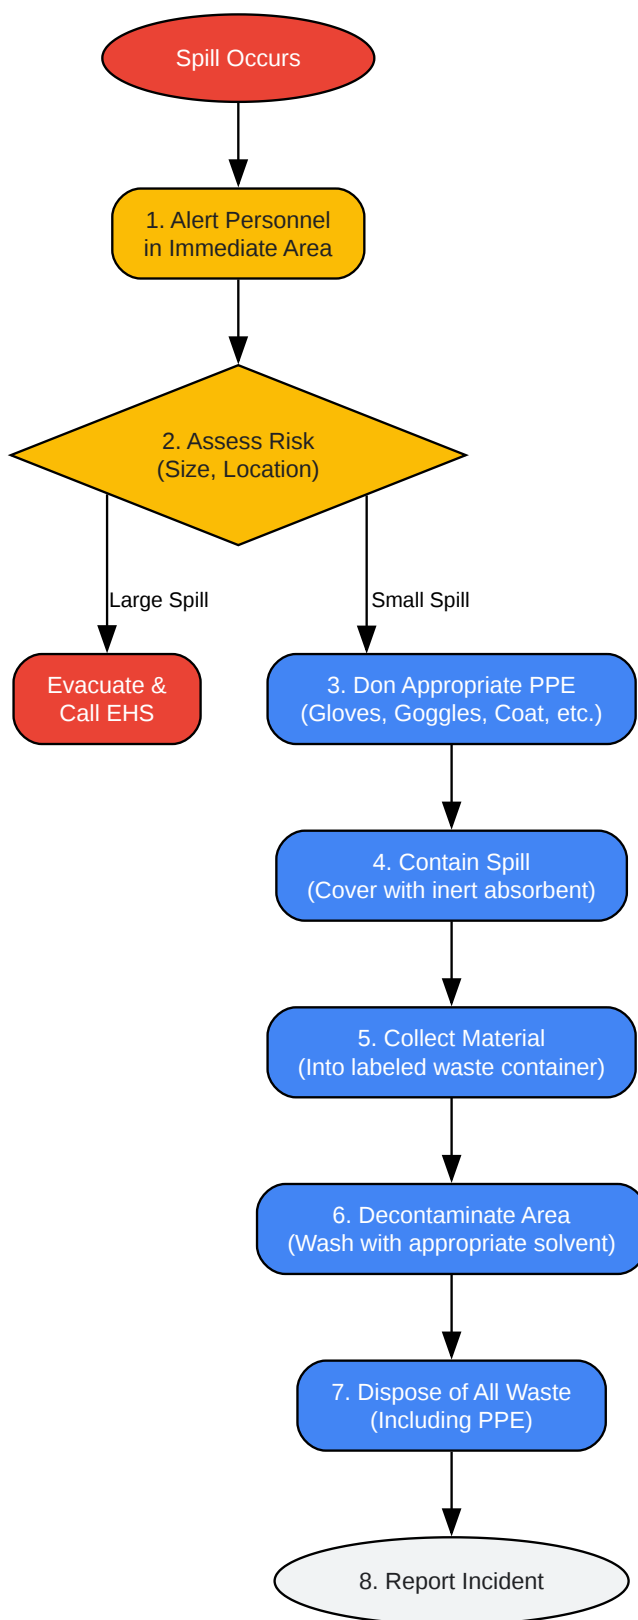 Spill Occurs
1. Alert Personnel
in Immediate Area
2. Assess Risk
(Size, Location)
Large Spill
Small Spill
Evacuate &
Call EHS
3. Don Appropriate PPE
(Gloves, Goggles, Coat, etc.)
4. Contain Spill
(Cover with inert absorbent)
5. Collect Material
(Into labeled waste container)
6. Decontaminate Area
(Wash with appropriate solvent)
7. Dispose of All Waste
(Including PPE)
8. Report Incident